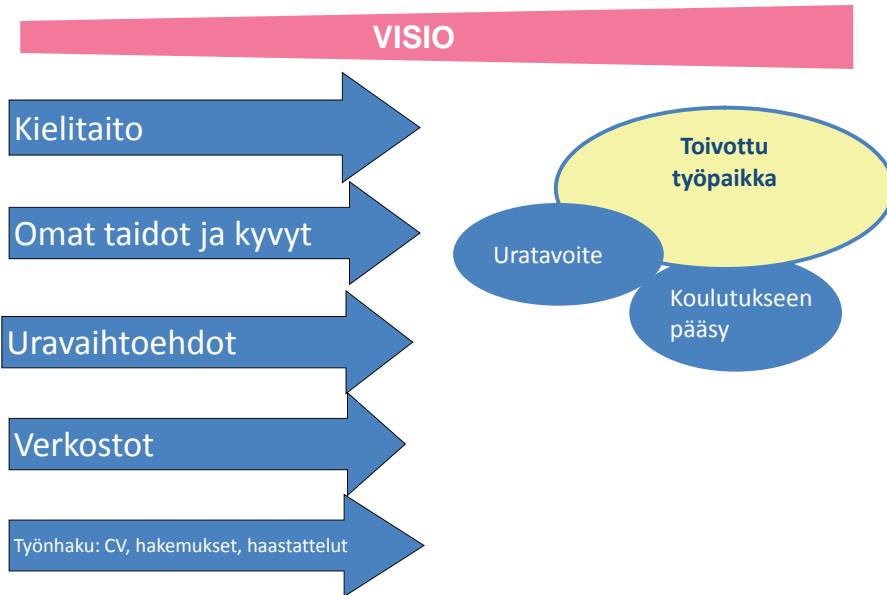 VISIO
Kielitaito
Omat taidot ja kyvyt
Uravaihtoehdot
Verkostot
Työnhaku: CV, hakemukset, haastattelut
Toivottu
työpaikka
Uratavoite
Koulutukseen
pääsy